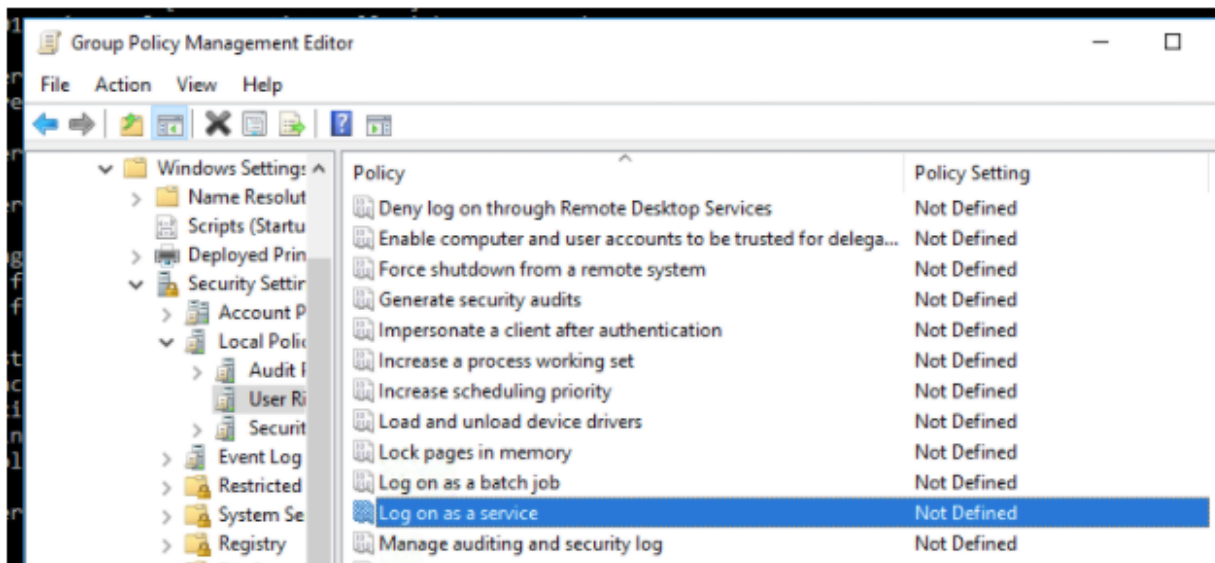 Group Policy Management Editor
File Action View Help
Windows Settings
Name Resolut
Scripts (Startu
Deployed Prin
Security Settin
Account P
Local Polic
Audit P
User Ri
Securit
Event Log
Restricted
System Se
Registry
Policy Policy Setting
Deny log on through Remote Desktop Services Not Defined
Enable computer and user accounts to be trusted for delega... Not Defined
Force shutdown from a remote system Not Defined
Generate security audits Not Defined
Impersonate a client after authentication Not Defined
Increase a process working set Not Defined
Increase scheduling priority Not Defined
Load and unload device drivers Not Defined
Lock pages in memory Not Defined
Log on as a batch job Not Defined
Log on as a service Not Defined
Manage auditing and security log Not Defined